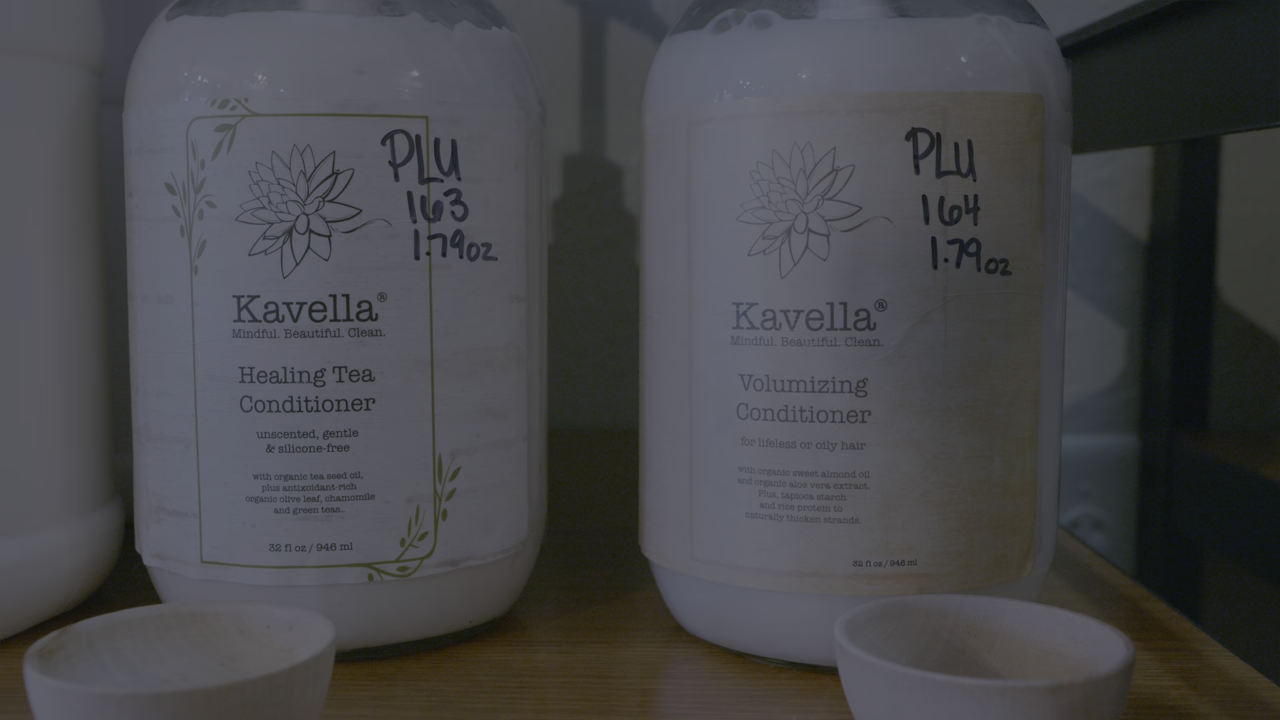 PLU
163
1.79oz
Kavella®
Mindful. Beautiful. Clean.
Healing Tea
Conditioner
unscented, gentle
& silicone-free
with organic tea seed oil,
plus antixoidant-rich
organic olive leaf, chamomile
and green teas..
32 fl oz / 946 ml
PLU
164
1.79oz
Kavella®
Mindful. Beautiful. Clean.
Volumizing
Conditioner
for lifeless or oily hair
with organic sweet almond oil
and organic aloe vera extract.
Plus, tapioca starch
and rise protein to
naturally thicken strands.
32 fl oz / 946 ml